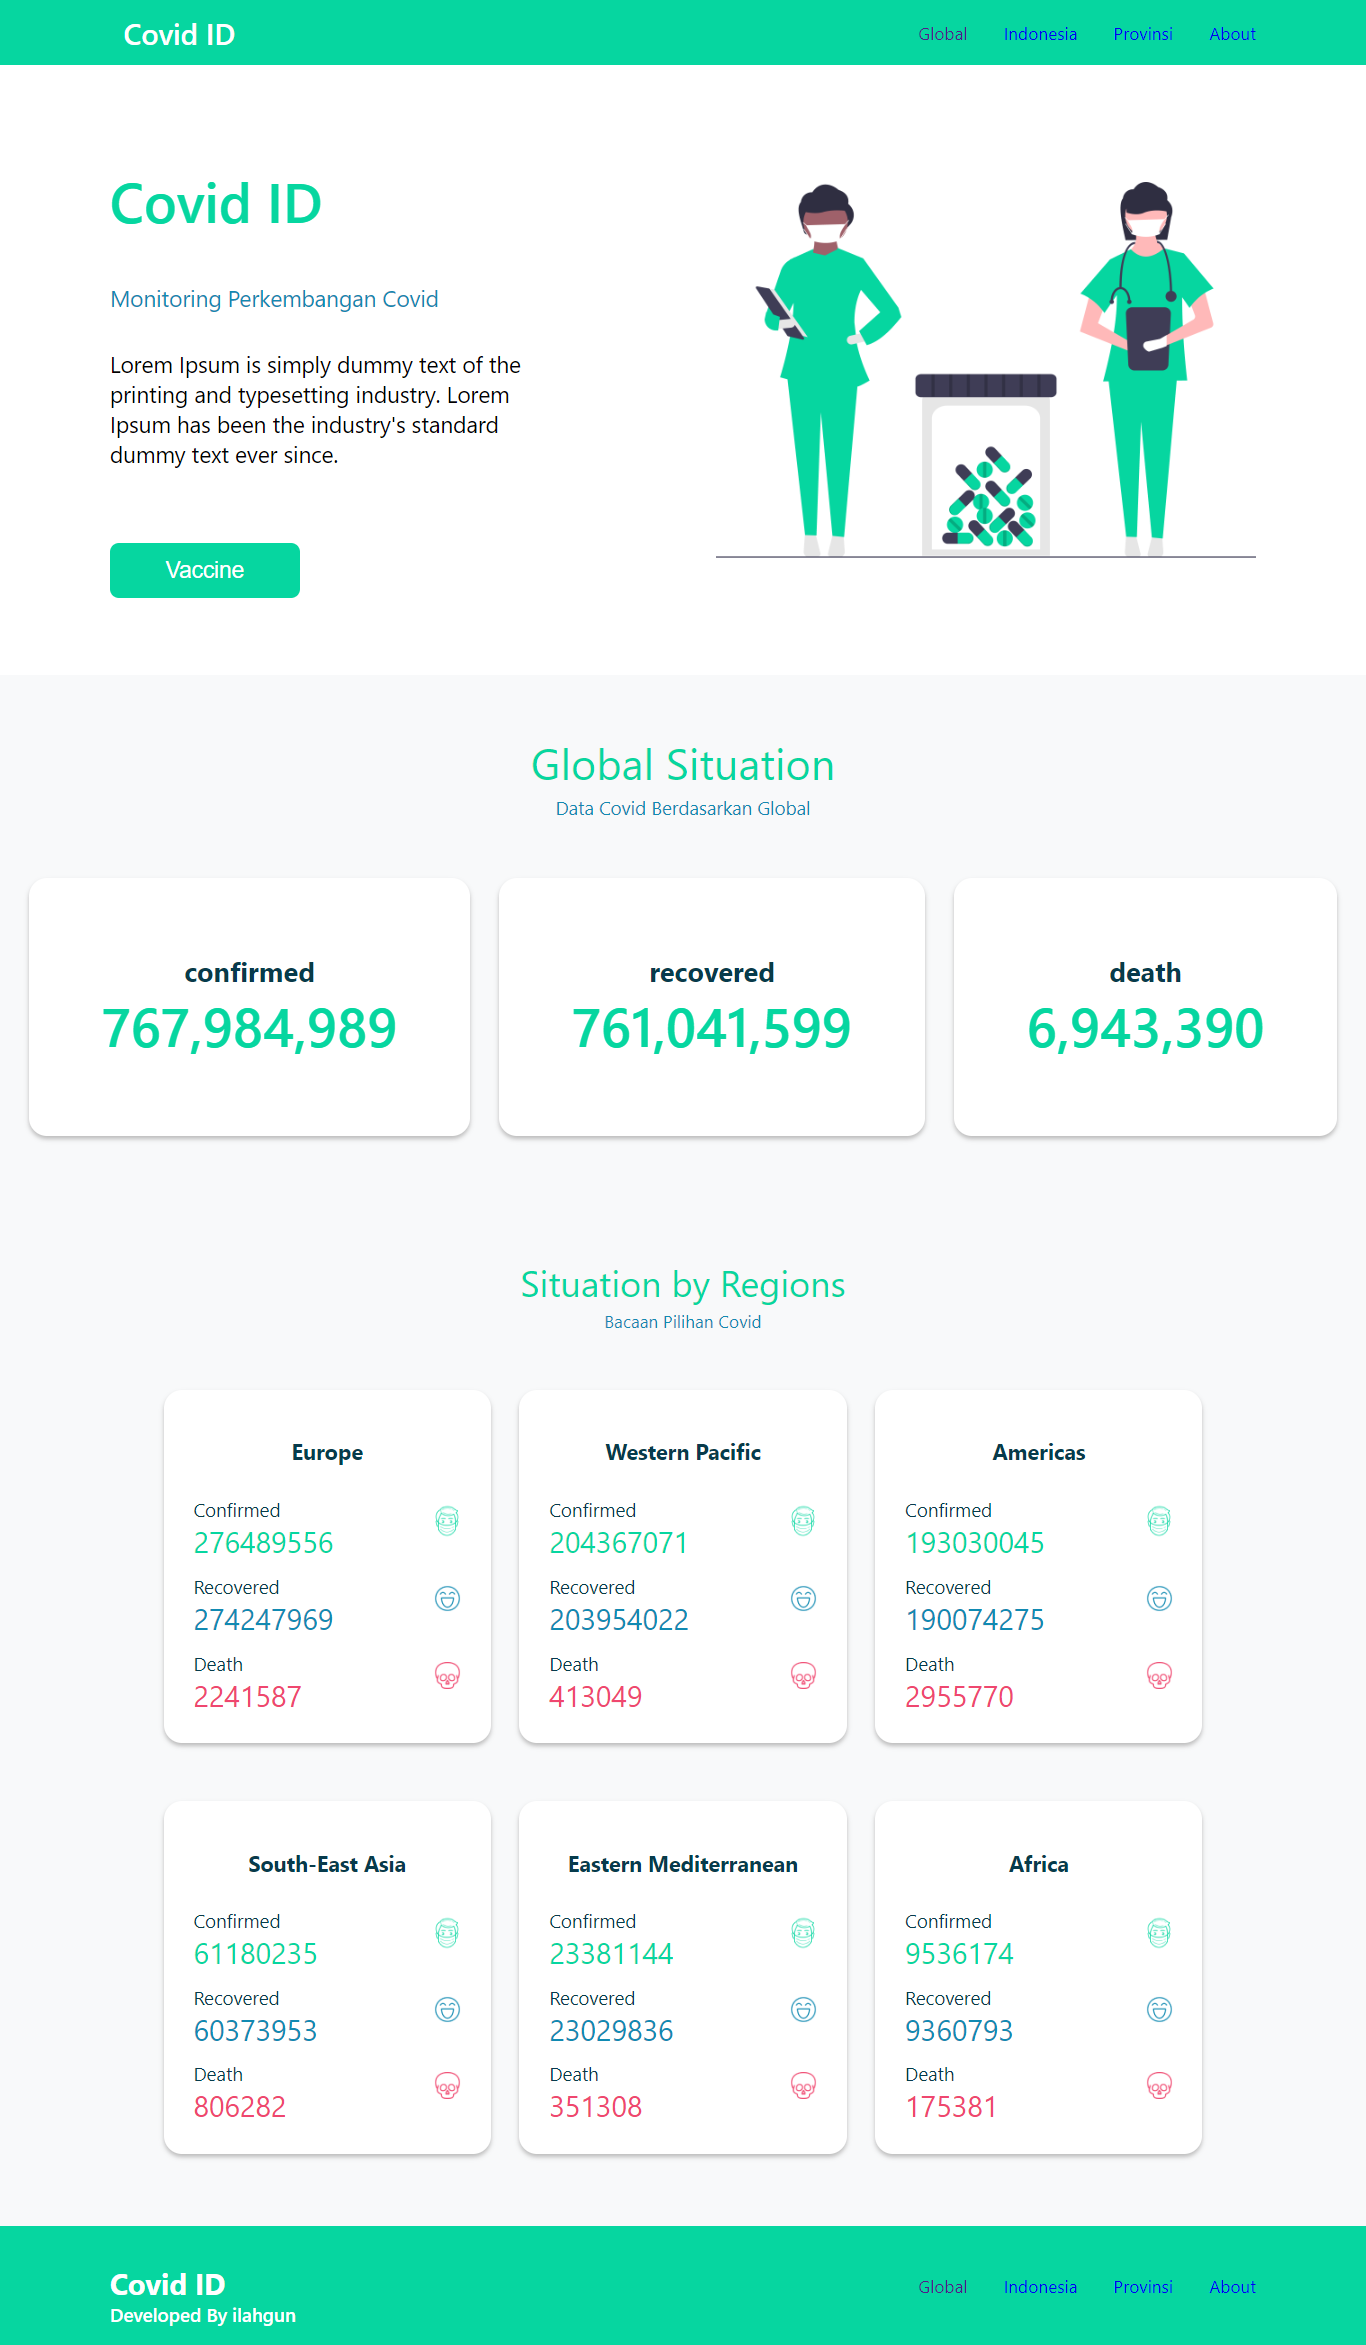 Covid ID
Global Indonesia Provinsi About
Covid ID
Monitoring Perkembangan Covid
Lorem Ipsum is simply dummy text of the
printing and typesetting industry. Lorem
Ipsum has been the industry's standard
dummy text ever since.
Vaccine
Global Situation
Data Covid Berdasarkan Global
confirmed
767,984,989
recovered
761,041,599
death
6,943,390
Situation by Regions
Bacaan Pilihan Covid
Europe
Confirmed
276489556
Recovered
274247969
Death
2241587
Western Pacific
Confirmed
204367071
Recovered
203954022
Death
413049
Americas
Confirmed
193030045
Recovered
190074275
Death
2955770
South-East Asia
Confirmed
61180235
Recovered
60373953
Death
806282
Eastern Mediterranean
Confirmed
23381144
Recovered
23029836
Death
351308
Africa
Confirmed
9536174
Recovered
9360793
Death
175381
Covid ID
Developed By ilahgun
Global Indonesia Provinsi About